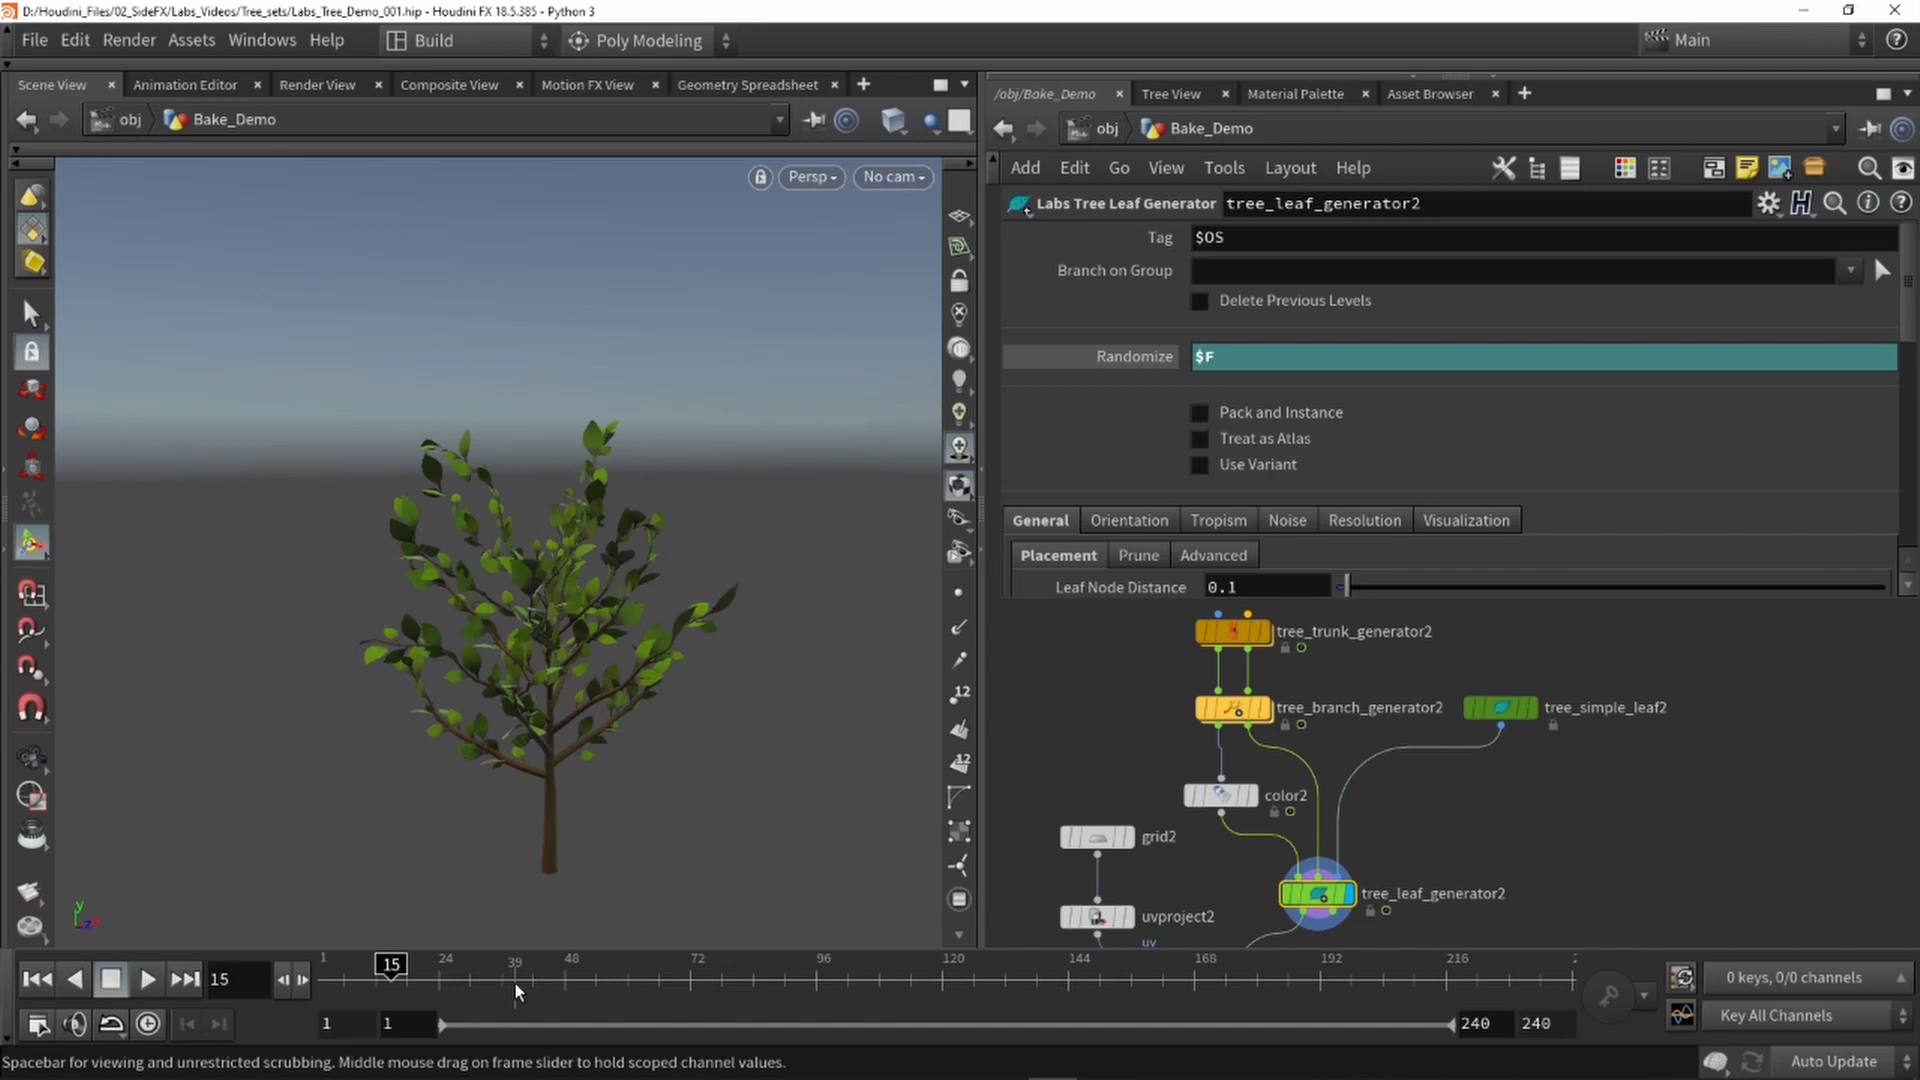 D:/Houdini_Files/02_SideFX/Labs_Videos/Tree_sets/Labs_Tree_Demo_001.hip - Houdini FX 18.5.385 - Python 3
File Edit Render Assets Windows Help Build Poly Modeling Main
Scene View Animation Editor Render View Composite View Motion FX View Geometry Spreadsheet
obj Bake_Demo
Persp No cam
12
12
/obj/Bake_Demo Tree View Material Palette Asset Browser
obj Bake_Demo
Add Edit Go View Tools Layout Help
Labs Tree Leaf Generator tree_leaf_generator2
Tag $OS
Branch on Group
Delete Previous Levels
Randomize $F
Pack and Instance
Treat as Atlas
Use Variant
General Orientation Tropism Noise Resolution Visualization
Placement Prune Advanced
Leaf Node Distance 0.1
tree_trunk_generator2
tree_branch_generator2 tree_simple_leaf2
color2
grid2
tree_leaf_generator2
uvproject2
uv
y
z
1 15 24 39 48 72 96 120 144 168 192 216 2
15 0 keys, 0/0 channels
1 1 240 240 Key All Channels
Spacebar for viewing and unrestricted scrubbing. Middle mouse drag on frame slider to hold scoped channel values. Auto Update